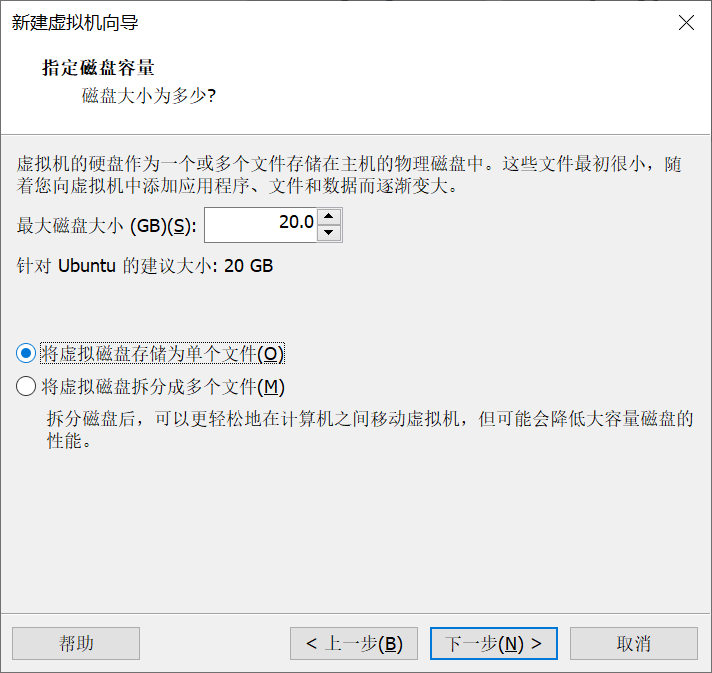 新建虚拟机向导
指定磁盘容量
磁盘大小为多少?
虚拟机的硬盘作为一个或多个文件存储在主机的物理磁盘中。这些文件最初很小，随
着您向虚拟机中添加应用程序、文件和数据而逐渐变大。
最大磁盘大小 (GB)(S): 20.0
针对 Ubuntu 的建议大小: 20 GB
将虚拟磁盘存储为单个文件(O)
将虚拟磁盘拆分成多个文件(M)
拆分磁盘后，可以更轻松地在计算机之间移动虚拟机，但可能会降低大容量磁盘的
性能。
帮助 < 上一步(B) 下一步(N) > 取消